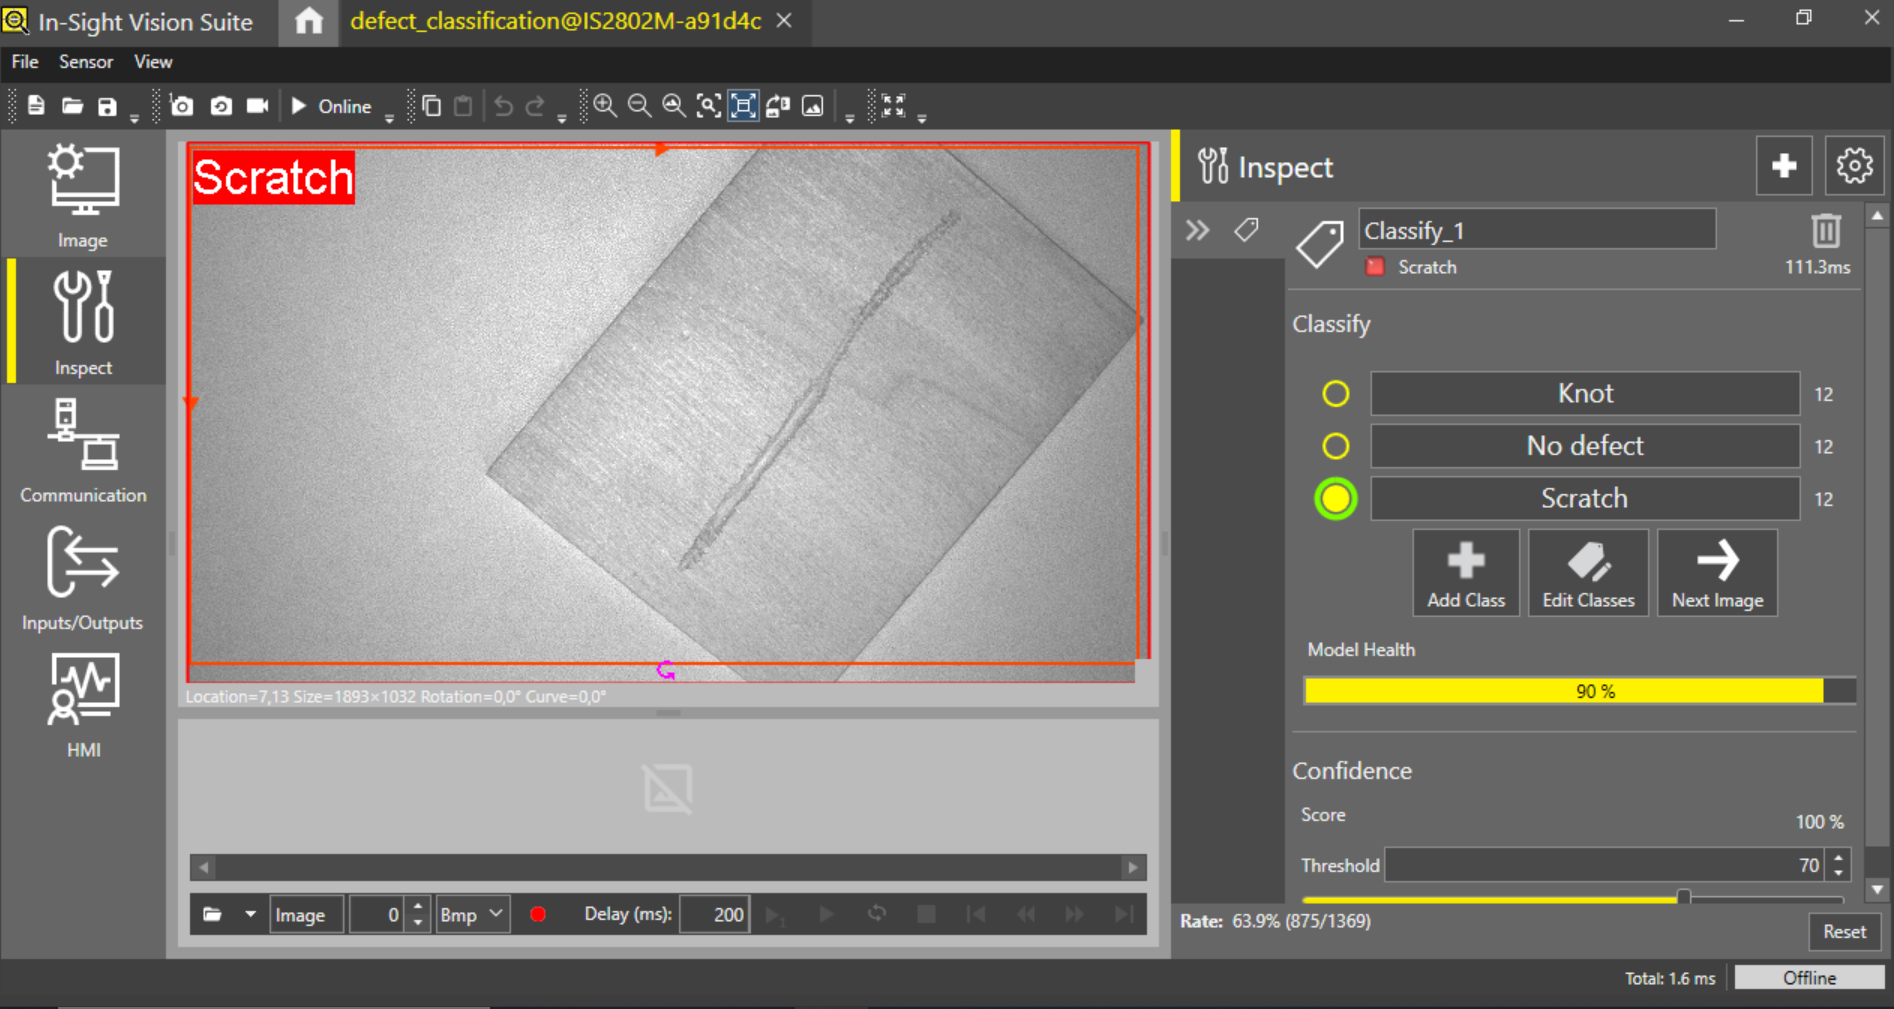 In-Sight Vision Suite
defect_classification@IS2802M-a91d4c
File Sensor View
Online
Image
Inspect
Communication
Inputs/Outputs
HMI
Scratch
Location=7,13 Size=1893×1032 Rotation=0,0° Curve=0,0°
Image 0 Bmp Delay (ms): 200
Inspect
Classify_1
Scratch 111.3ms
Classify
Knot 12
No defect 12
Scratch 12
Add Class Edit Classes Next Image
Model Health
90 %
Confidence
Score 100 %
Threshold 70
Rate: 63.9% (875/1369)
Reset
Total: 1.6 ms Offline